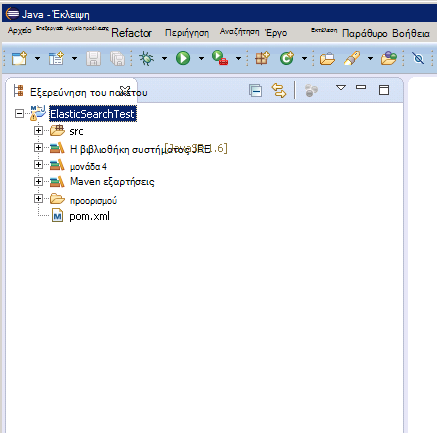 Java - Έκλειψη
Αρχείο Επεξεργασία Αρχείο προέλευσης Refactor Περιήγηση Αναζήτηση Έργο Εκτέλεση Παράθυρο Βοήθεια
Εξερεύνηση του πακέτου
ElasticSearchTest
src
Η βιβλιοθήκη συστήματος JRE [JavaSE-1.6]
μονάδα 4
Maven εξαρτήσεις
προορισμού
pom.xml